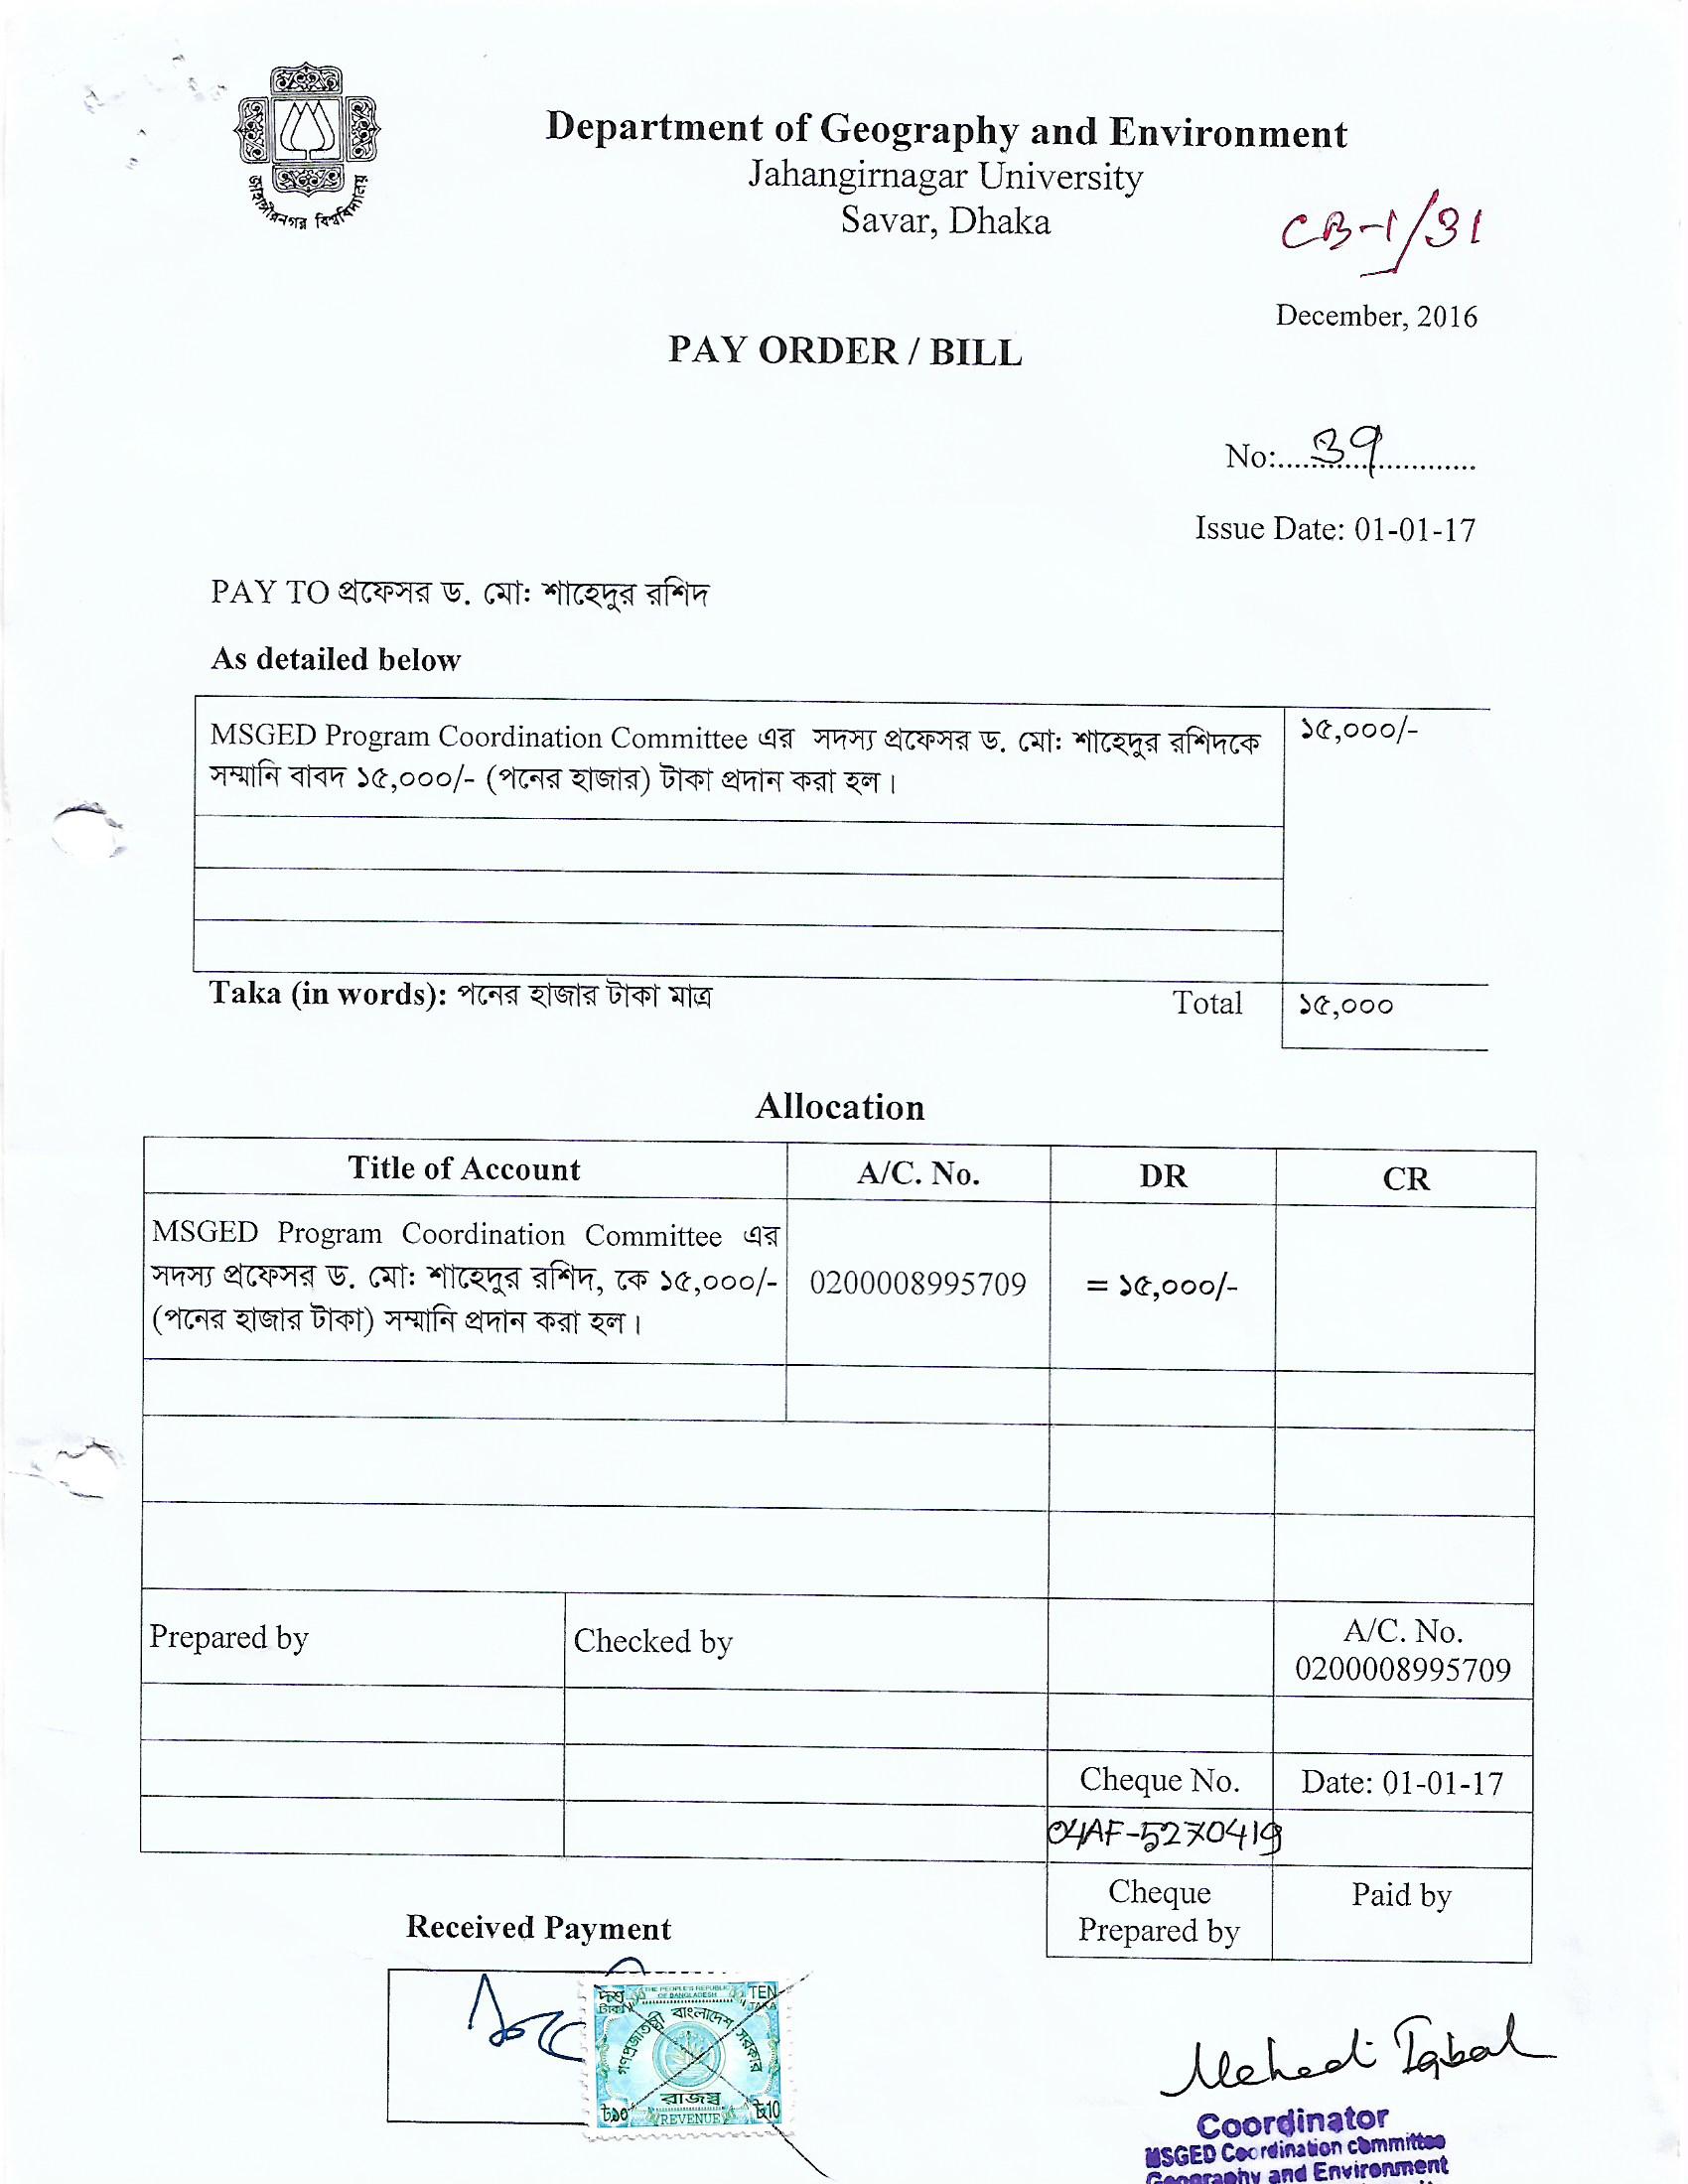 জাহাঙ্গীরনগর বিশ্ববিদ্যালয়
Department of Geography and Environment
Jahangirnagar University
Savar, Dhaka
CB-1/31
December, 2016
PAY ORDER / BILL
No:......39......
Issue Date: 01-01-17
PAY TO প্রফেসর ড. মো: শাহেদুর রশিদ
As detailed below
MSGED Program Coordination Committee এর সদস্য প্রফেসর ড. মো: শাহেদুর রশিদকে ১৫,০০০/-
সম্মানি বাবদ ১৫,০০০/- (পনের হাজার) টাকা প্রদান করা হল।
Taka (in words): পনের হাজার টাকা মাত্র Total ১৫,০০০
Allocation
Title of Account A/C. No. DR CR
MSGED Program Coordination Committee এর
সদস্য প্রফেসর ড. মো: শাহেদুর রশিদ, কে ১৫,০০০/- 0200008995709 = ১৫,০০০/-
(পনের হাজার টাকা) সম্মানি প্রদান করা হল।
Prepared by Checked by A/C. No.
0200008995709
Cheque No. Date: 01-01-17
04AF-5270419
Cheque Paid by
Prepared by
Received Payment
THE PEOPLE'S REPUBLIC
OF BANGLADESH
দশ টাকা
TEN TAKA
গণপ্রজাতন্ত্রী বাংলাদেশ সরকার
রাজস্ব
৳১০ REVENUE ৳10
Mehedi Iqbal
Coordinator
MSGED Coordination committee
Geography and Environment